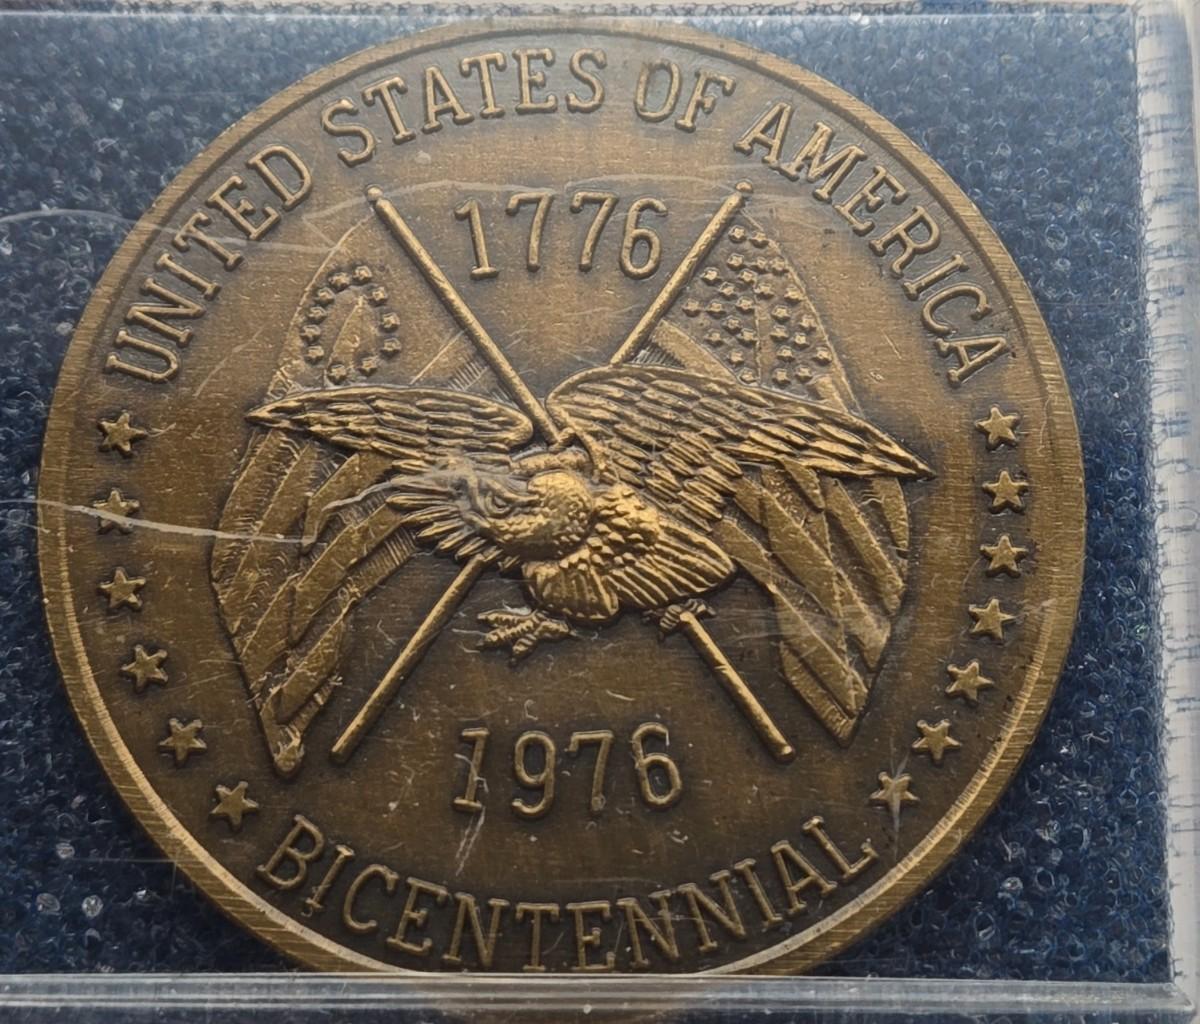 UNITED STATES OF AMERICA
1776
1976
BICENTENNIAL